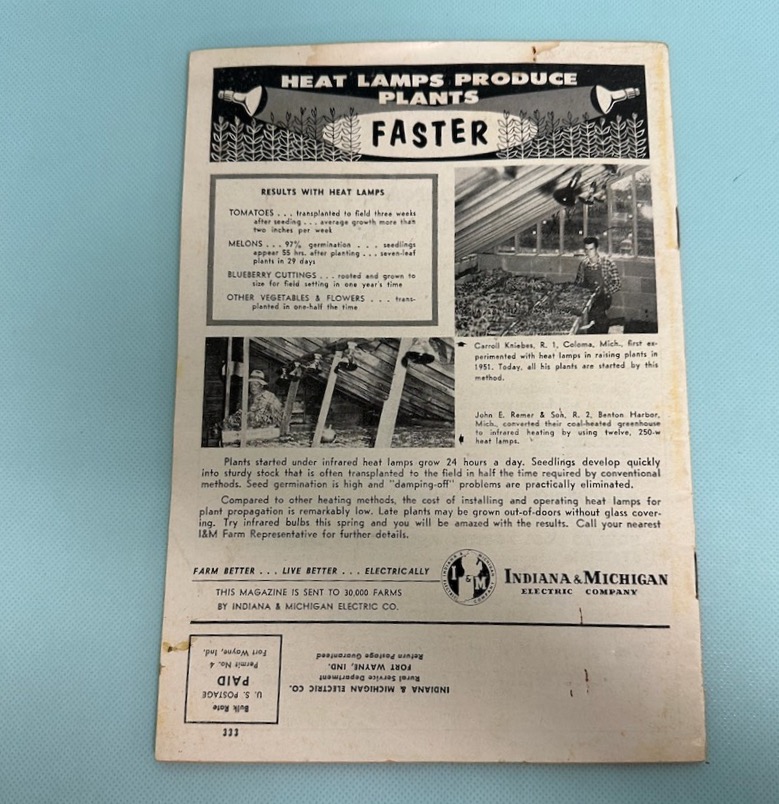 HEAT LAMPS PRODUCE
PLANTS
FASTER
RESULTS WITH HEAT LAMPS
TOMATOES . . . transplanted to field three weeks
after seeding . . . average growth more than
two inches per week
MELONS . . . 97% germination . . . seedlings
appear 55 hrs. after planting . . . seven-leaf
plants in 29 days
BLUEBERRY CUTTINGS . . . rooted and grown to
size for field setting in one year's time
OTHER VEGETABLES & FLOWERS . . . trans-
planted in one-half the time
Carroll Kniebes, R. 1, Coloma, Mich., first ex-
perimented with heat lamps in raising plants in
1951. Today, all his plants are started by this
method.
John E. Remer & Son, R. 2, Benton Harbor,
Mich., converted their coal-heated greenhouse
to infrared heating by using twelve, 250-w
heat lamps.
Plants started under infrared heat lamps grow 24 hours a day. Seedlings develop quickly
into sturdy stock that is often transplanted to the field in half the time required by conventional
methods. Seed germination is high and "damping-off" problems are practically eliminated.
Compared to other heating methods, the cost of installing and operating heat lamps for
plant propagation is remarkably low. Late plants may be grown out-of-doors without glass cover-
ing. Try infrared bulbs this spring and you will be amazed with the results. Call your nearest
I&M Farm Representative for further details.
FARM BETTER . . . LIVE BETTER . . . ELECTRICALLY
THIS MAGAZINE IS SENT TO 30,000 FARMS
BY INDIANA & MICHIGAN ELECTRIC CO.
I & M
INDIANA & MICHIGAN
ELECTRIC COMPANY
INDIANA & MICHIGAN ELECTRIC CO.
Rural Service Department
FORT WAYNE, IND.
Return Postage Guaranteed
Bulk Rate
U. S. POSTAGE
PAID
Permit No. 4
Fort Wayne, Ind.
333